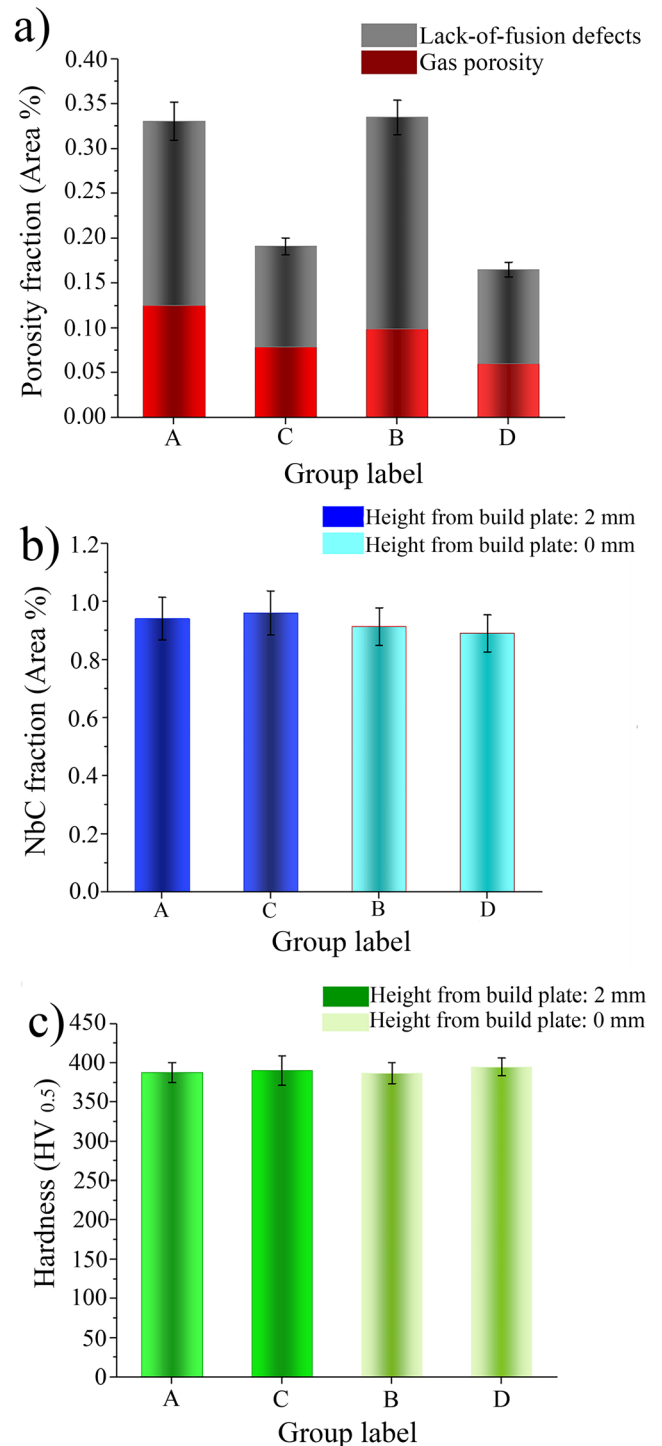 a)
Lack-of-fusion defects
Gas porosity
Porosity fraction (Area %)
0.40
0.35
0.30
0.25
0.20
0.15
0.10
0.05
0.00
A C B D
Group label
b)
Height from build plate: 2 mm
Height from build plate: 0 mm
NbC fraction (Area %)
1.2
1.0
0.8
0.6
0.4
0.2
0.0
A C B D
Group label
c)
Height from build plate: 2 mm
Height from build plate: 0 mm
Hardness (HV 0.5)
450
400
350
300
250
200
150
100
50
0
A C B D
Group label